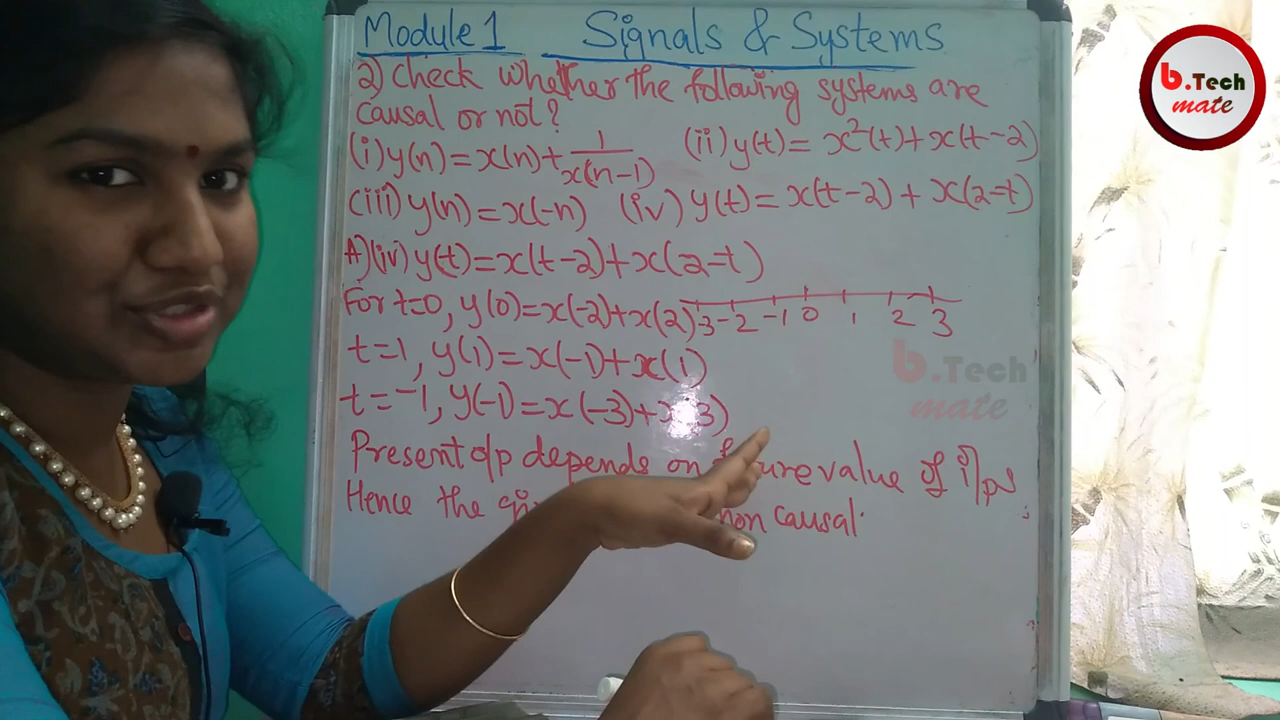 Module 1 Signals & Systems
2) Check whether the following systems are
causal or not?
(i) y(n) = x(n) + 1/x(n-1) (ii) y(t) = x²(t) + x(t-2)
(iii) y(n) = x(-n) (iv) y(t) = x(t-2) + x(2-t)
A)(iv) y(t) = x(t-2) + x(2-t)
For t=0, y(0) = x(-2) + x(2)
-3 -2 -1 0 1 2 3
t=1, y(1) = x(-1) + x(1)
t=-1, y(-1) = x(-3) + x(3)
Present o/p depends on value of i/ps
Hence the non causal.
b.Tech
mate
b.Tech
mate